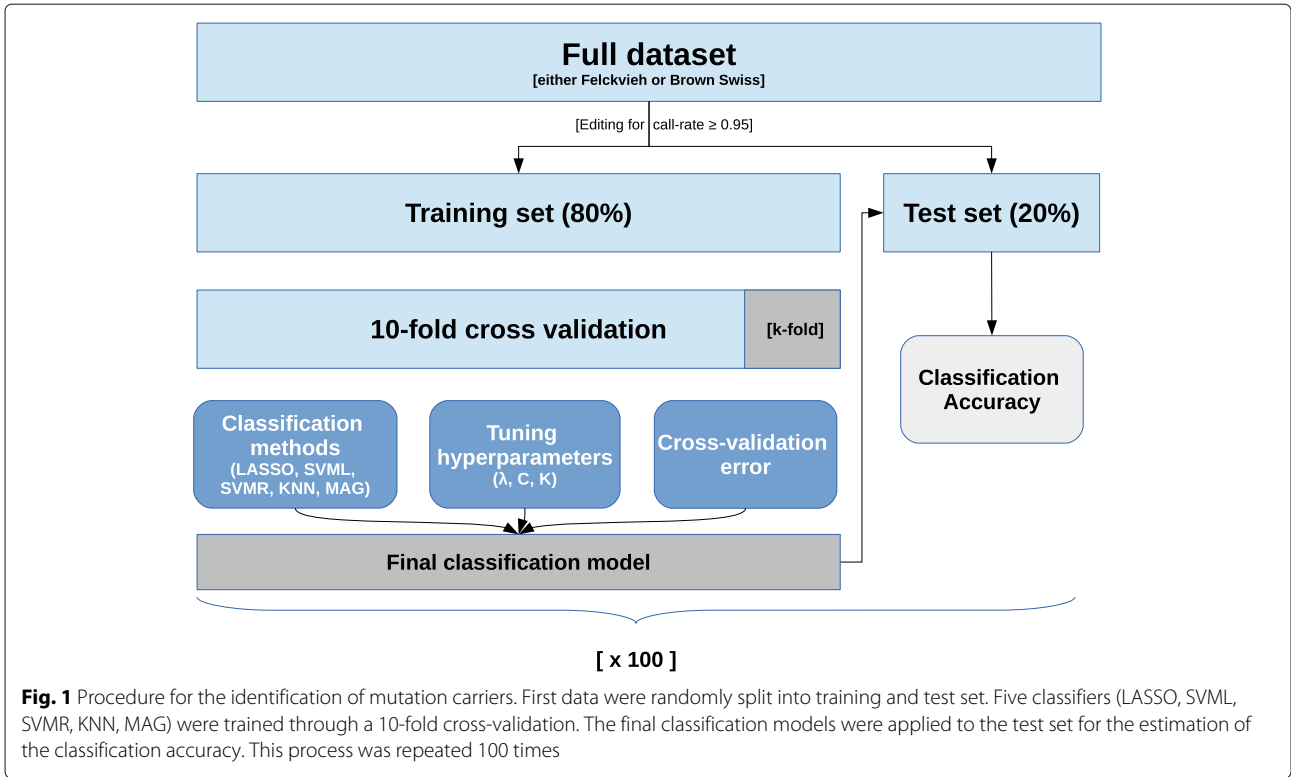 Full dataset
[either Felckvieh or Brown Swiss]
[Editing for call-rate ≥ 0.95]
Training set (80%)
Test set (20%)
10-fold cross validation
[k-fold]
Classification
Accuracy
Classification
methods
(LASSO, SVML,
SVMR, KNN, MAG)
Tuning
hyperparameters
(λ, C, K)
Cross-validation
error
Final classification model
[ x 100 ]
Fig. 1 Procedure for the identification of mutation carriers. First data were randomly split into training and test set. Five classifiers (LASSO, SVML,
SVMR, KNN, MAG) were trained through a 10-fold cross-validation. The final classification models were applied to the test set for the estimation of
the classification accuracy. This process was repeated 100 times